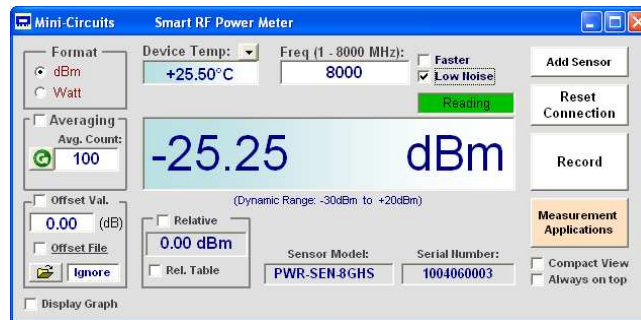 Mini-Circuits Smart RF Power Meter
Format
dBm
Watt
Device Temp:
+25.50°C
Freq (1 - 8000 MHz):
8000
Faster
Low Noise
Reading
Add Sensor
Reset
Connection
Record
Measurement
Applications
Compact View
Always on top
Averaging
Avg. Count:
100
-25.25 dBm
(Dynamic Range: -30dBm to +20dBm)
Offset Val.
0.00 (dB)
Offset File
Ignore
Relative
0.00 dBm
Rel. Table
Sensor Model:
PWR-SEN-8GHS
Serial Number:
1004060003
Display Graph